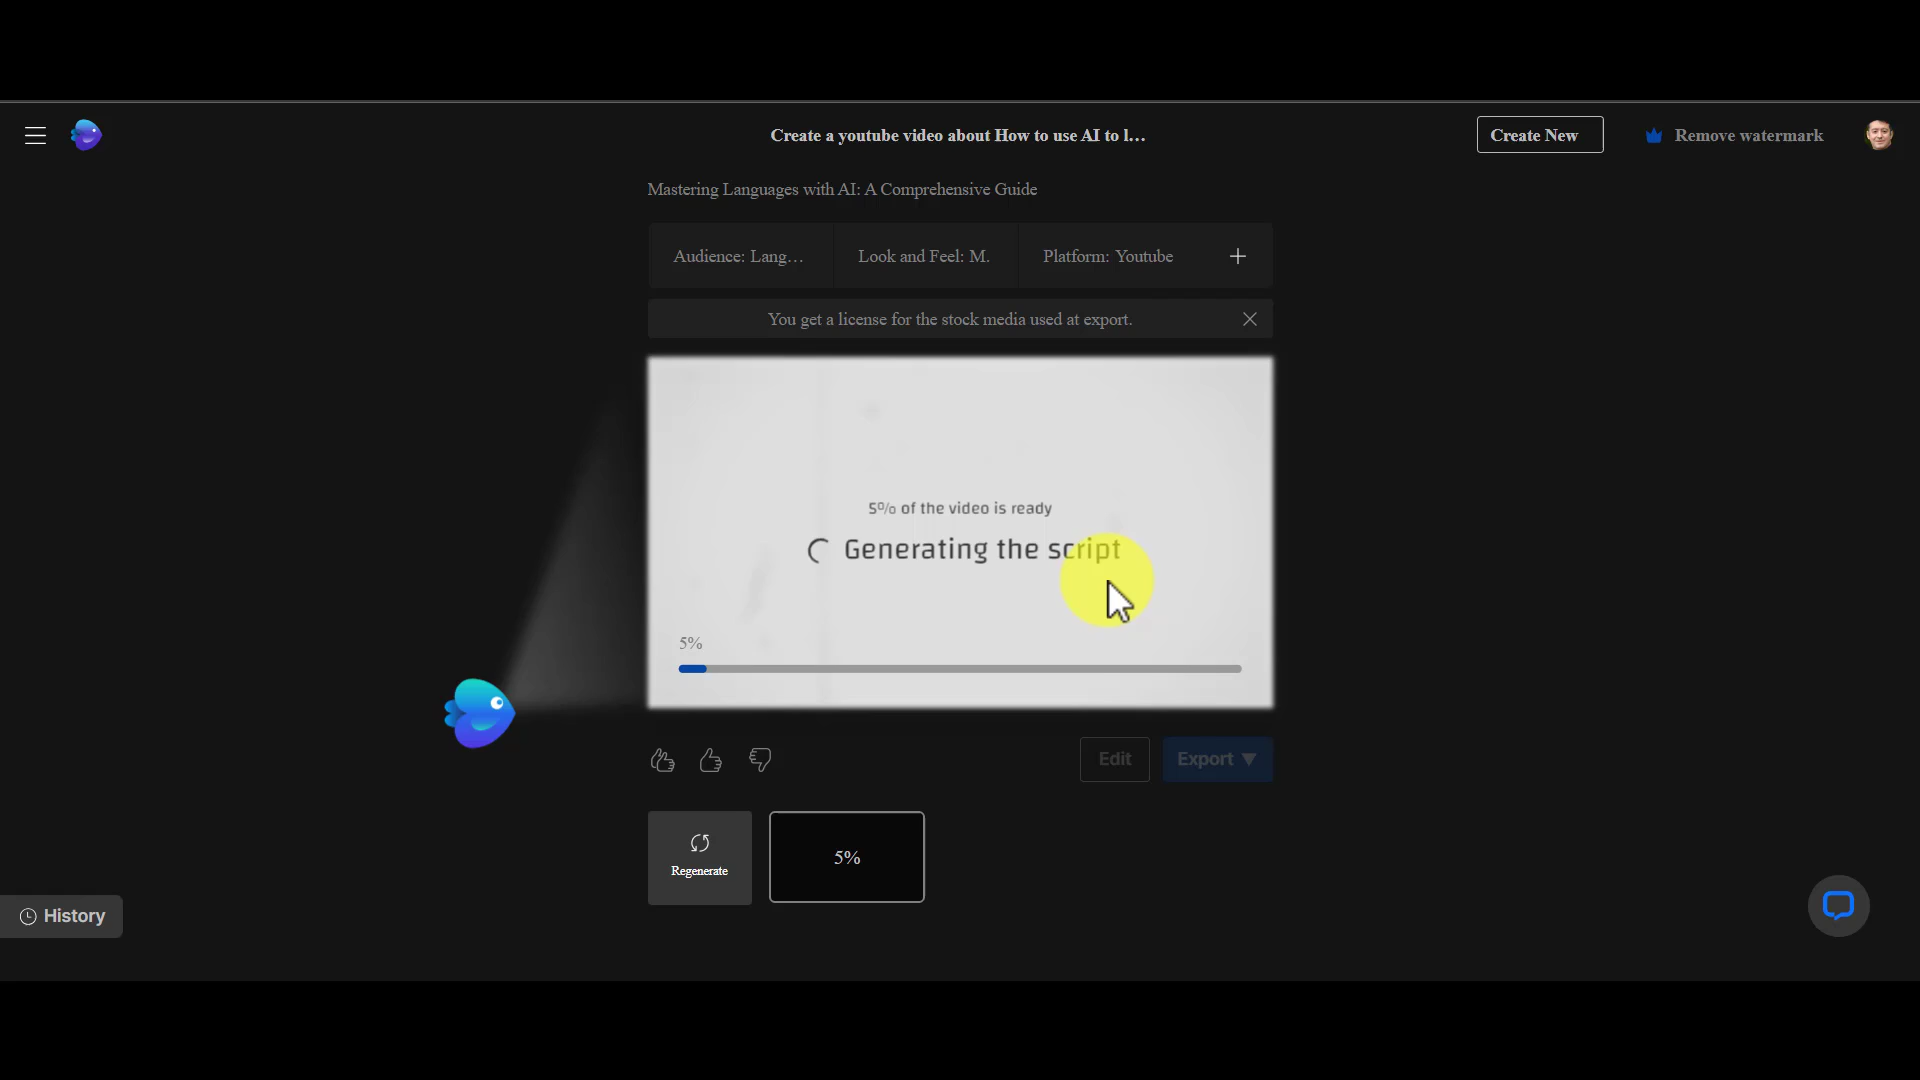 Create a youtube video about How to use AI to l...
Create New
Remove watermark
Mastering Languages with AI: A Comprehensive Guide
Audience: Lang...
Look and Feel: M.
Platform: Youtube
You get a license for the stock media used at export.
5% of the video is ready
Generating the script
5%
Edit
Export
Regenerate
5%
History